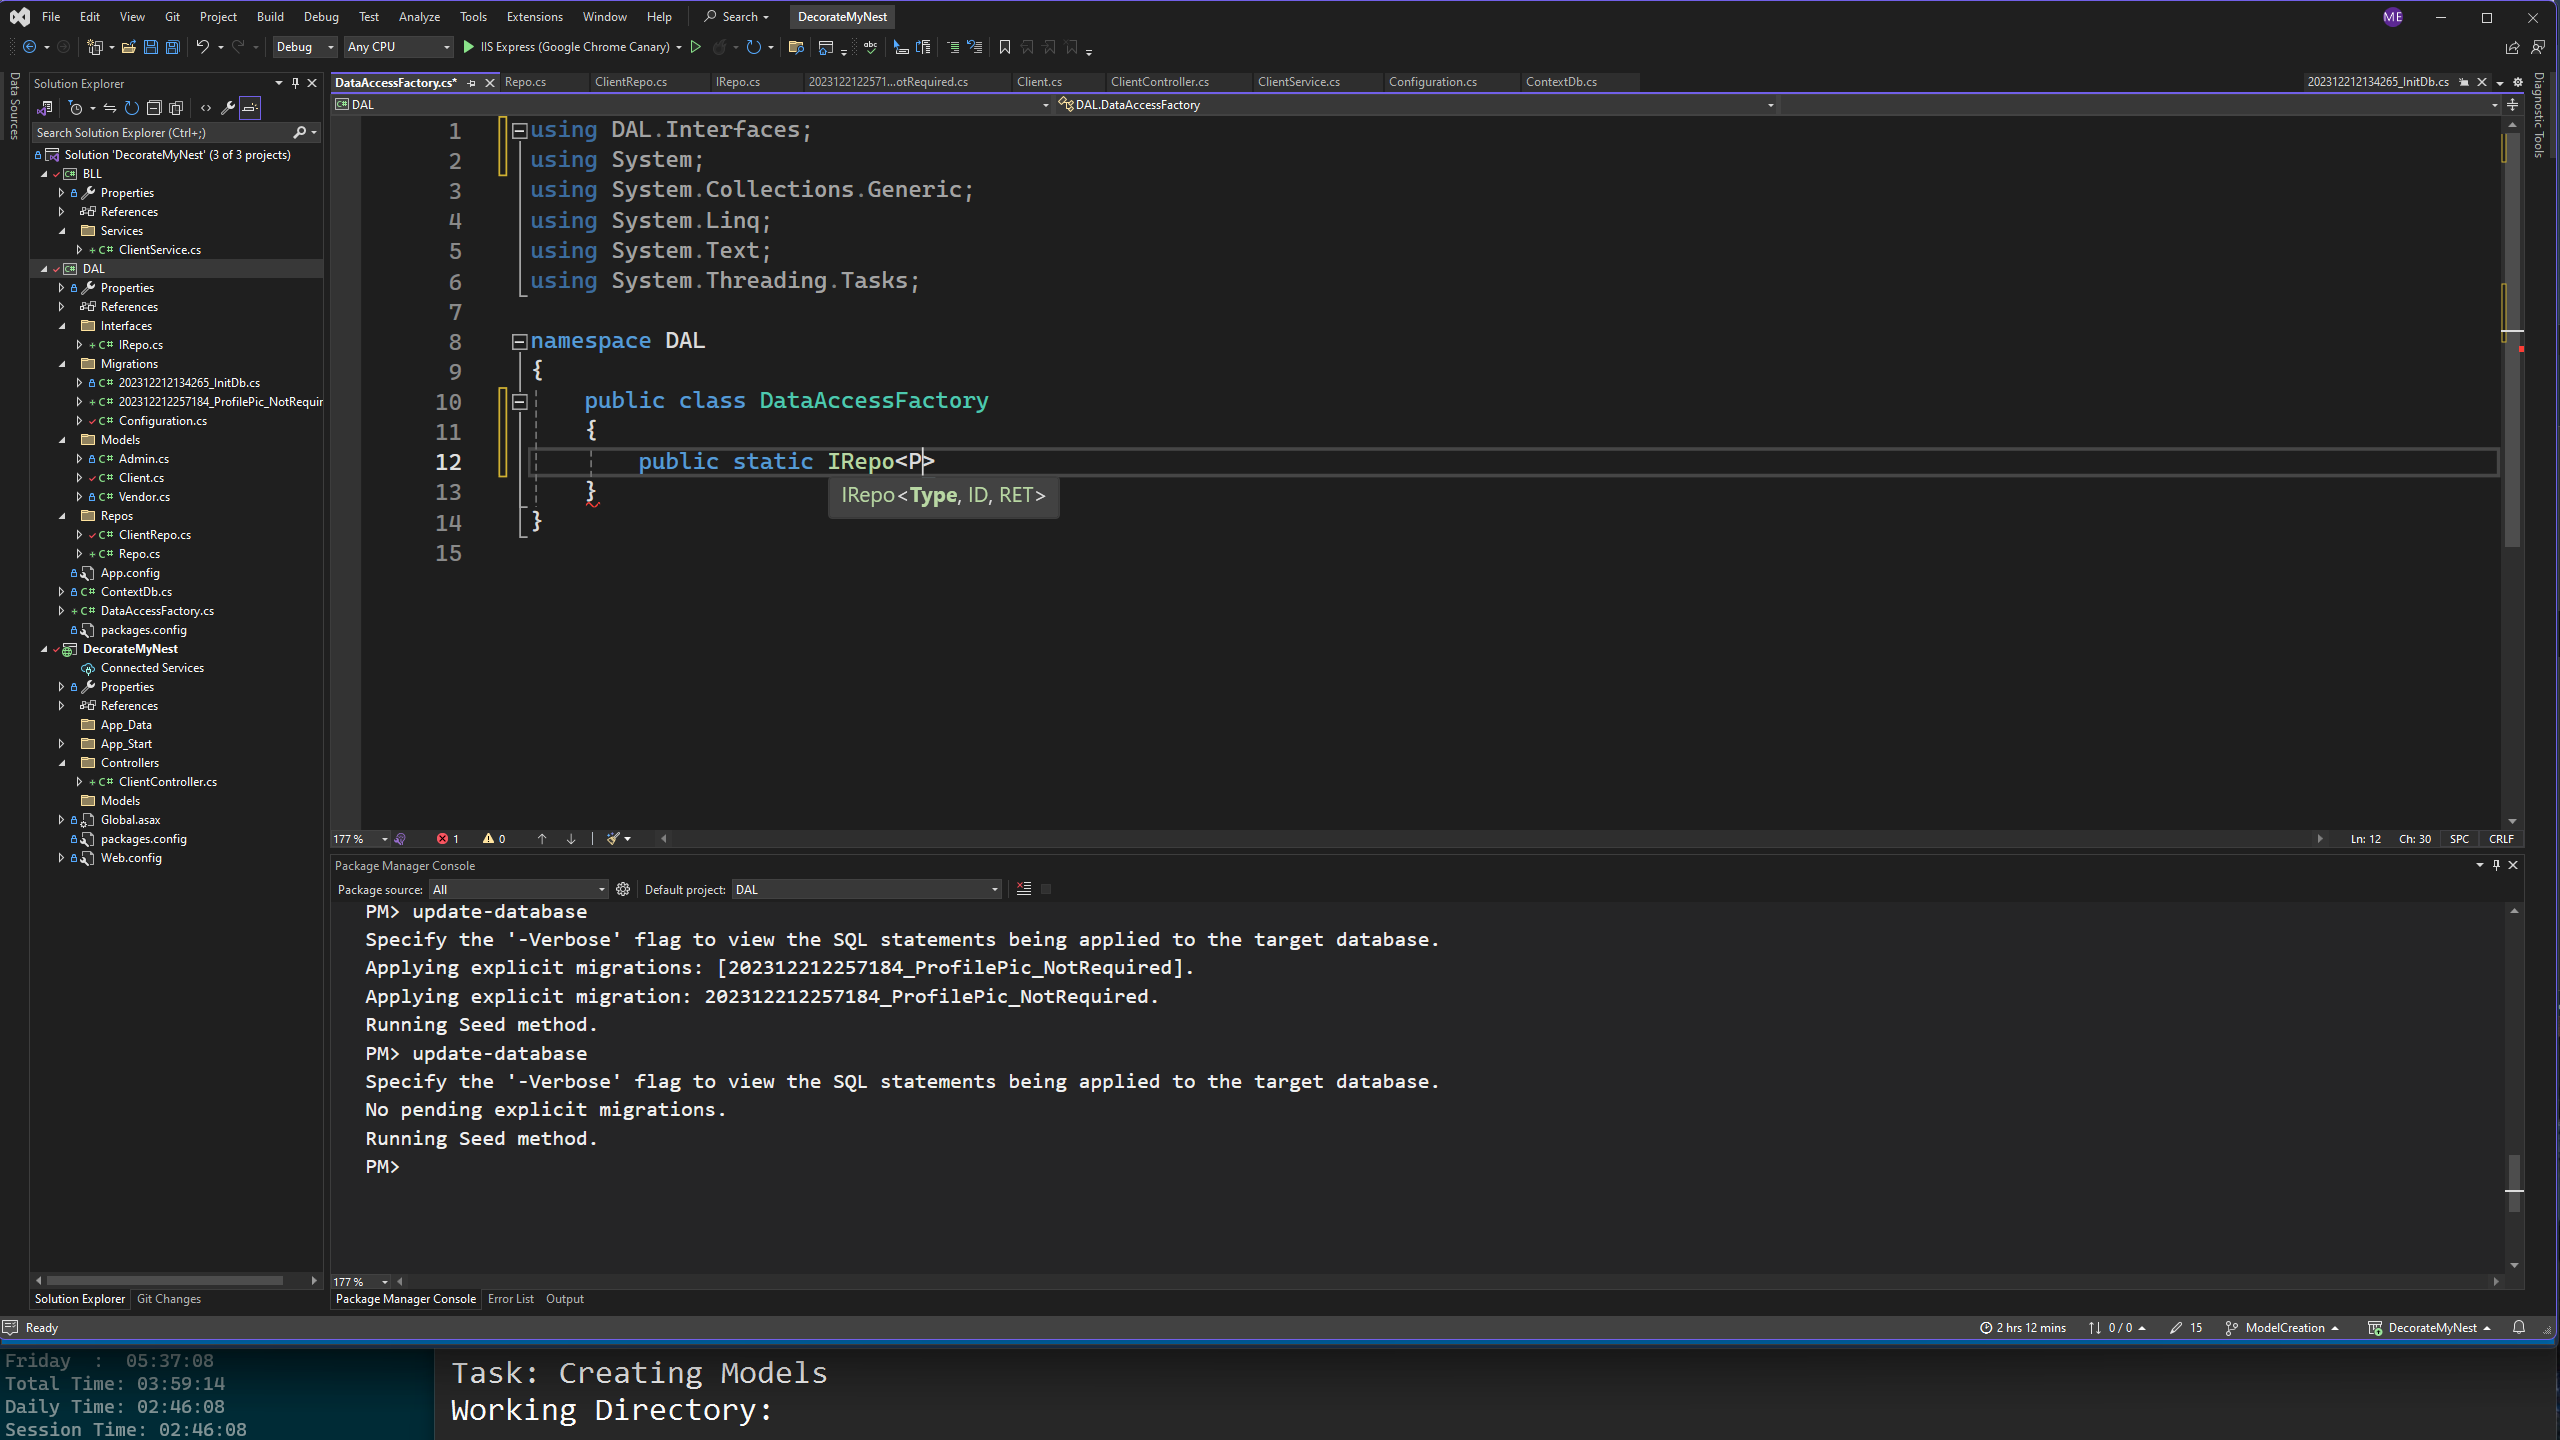 File Edit View Git Project Build Debug Test Analyze Tools Extensions Window Help Search DecorateMyNest ME
Debug Any CPU IIS Express (Google Chrome Canary)
Data Sources
Solution Explorer
Search Solution Explorer (Ctrl+;)
Solution 'DecorateMyNest' (3 of 3 projects)
BLL
Properties
References
Services
C# ClientService.cs
DAL
Properties
References
Interfaces
C# IRepo.cs
Migrations
C# 202312212134265_InitDb.cs
C# 202312212257184_ProfilePic_NotRequir
C# Configuration.cs
Models
C# Admin.cs
C# Client.cs
C# Vendor.cs
Repos
C# ClientRepo.cs
C# Repo.cs
App.config
C# ContextDb.cs
C# DataAccessFactory.cs
packages.config
DecorateMyNest
Connected Services
Properties
References
App_Data
App_Start
Controllers
C# ClientController.cs
Models
Global.asax
packages.config
Web.config
Solution Explorer Git Changes
DataAccessFactory.cs* Repo.cs ClientRepo.cs IRepo.cs 2023122122571...otRequired.cs Client.cs ClientController.cs ClientService.cs Configuration.cs ContextDb.cs 202312212134265_InitDb.cs
DAL DAL.DataAccessFactory
1 using DAL.Interfaces;
2 using System;
3 using System.Collections.Generic;
4 using System.Linq;
5 using System.Text;
6 using System.Threading.Tasks;
7
8 namespace DAL
9 {
10 public class DataAccessFactory
11 {
12 public static IRepo<P>
IRepo<Type, ID, RET>
13 }
14 }
15
177 % 1 0 Ln: 12 Ch: 30 SPC CRLF
Diagnostic Tools
Package Manager Console
Package source: All Default project: DAL
PM> update-database
Specify the '-Verbose' flag to view the SQL statements being applied to the target database.
Applying explicit migrations: [202312212257184_ProfilePic_NotRequired].
Applying explicit migration: 202312212257184_ProfilePic_NotRequired.
Running Seed method.
PM> update-database
Specify the '-Verbose' flag to view the SQL statements being applied to the target database.
No pending explicit migrations.
Running Seed method.
PM>
177 %
Package Manager Console Error List Output
Ready 2 hrs 12 mins 0 / 0 15 ModelCreation DecorateMyNest
Friday : 05:37:08
Total Time: 03:59:14
Daily Time: 02:46:08
Session Time: 02:46:08
Task: Creating Models
Working Directory: